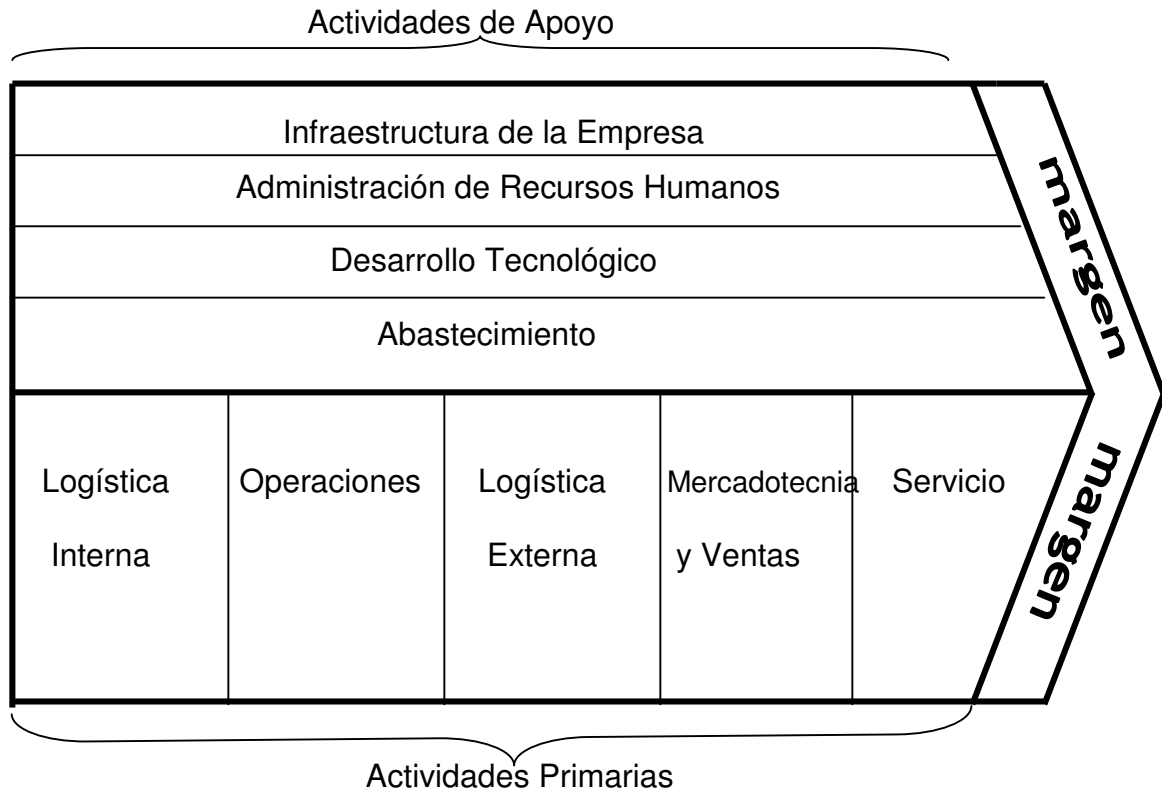 Actividades de Apoyo
Infraestructura de la Empresa
Administración de Recursos Humanos
Desarrollo Tecnológico
Abastecimiento
margen
Logística
Interna
Operaciones
Logística
Externa
Mercadotecnia
y Ventas
Servicio
margen
Actividades Primarias